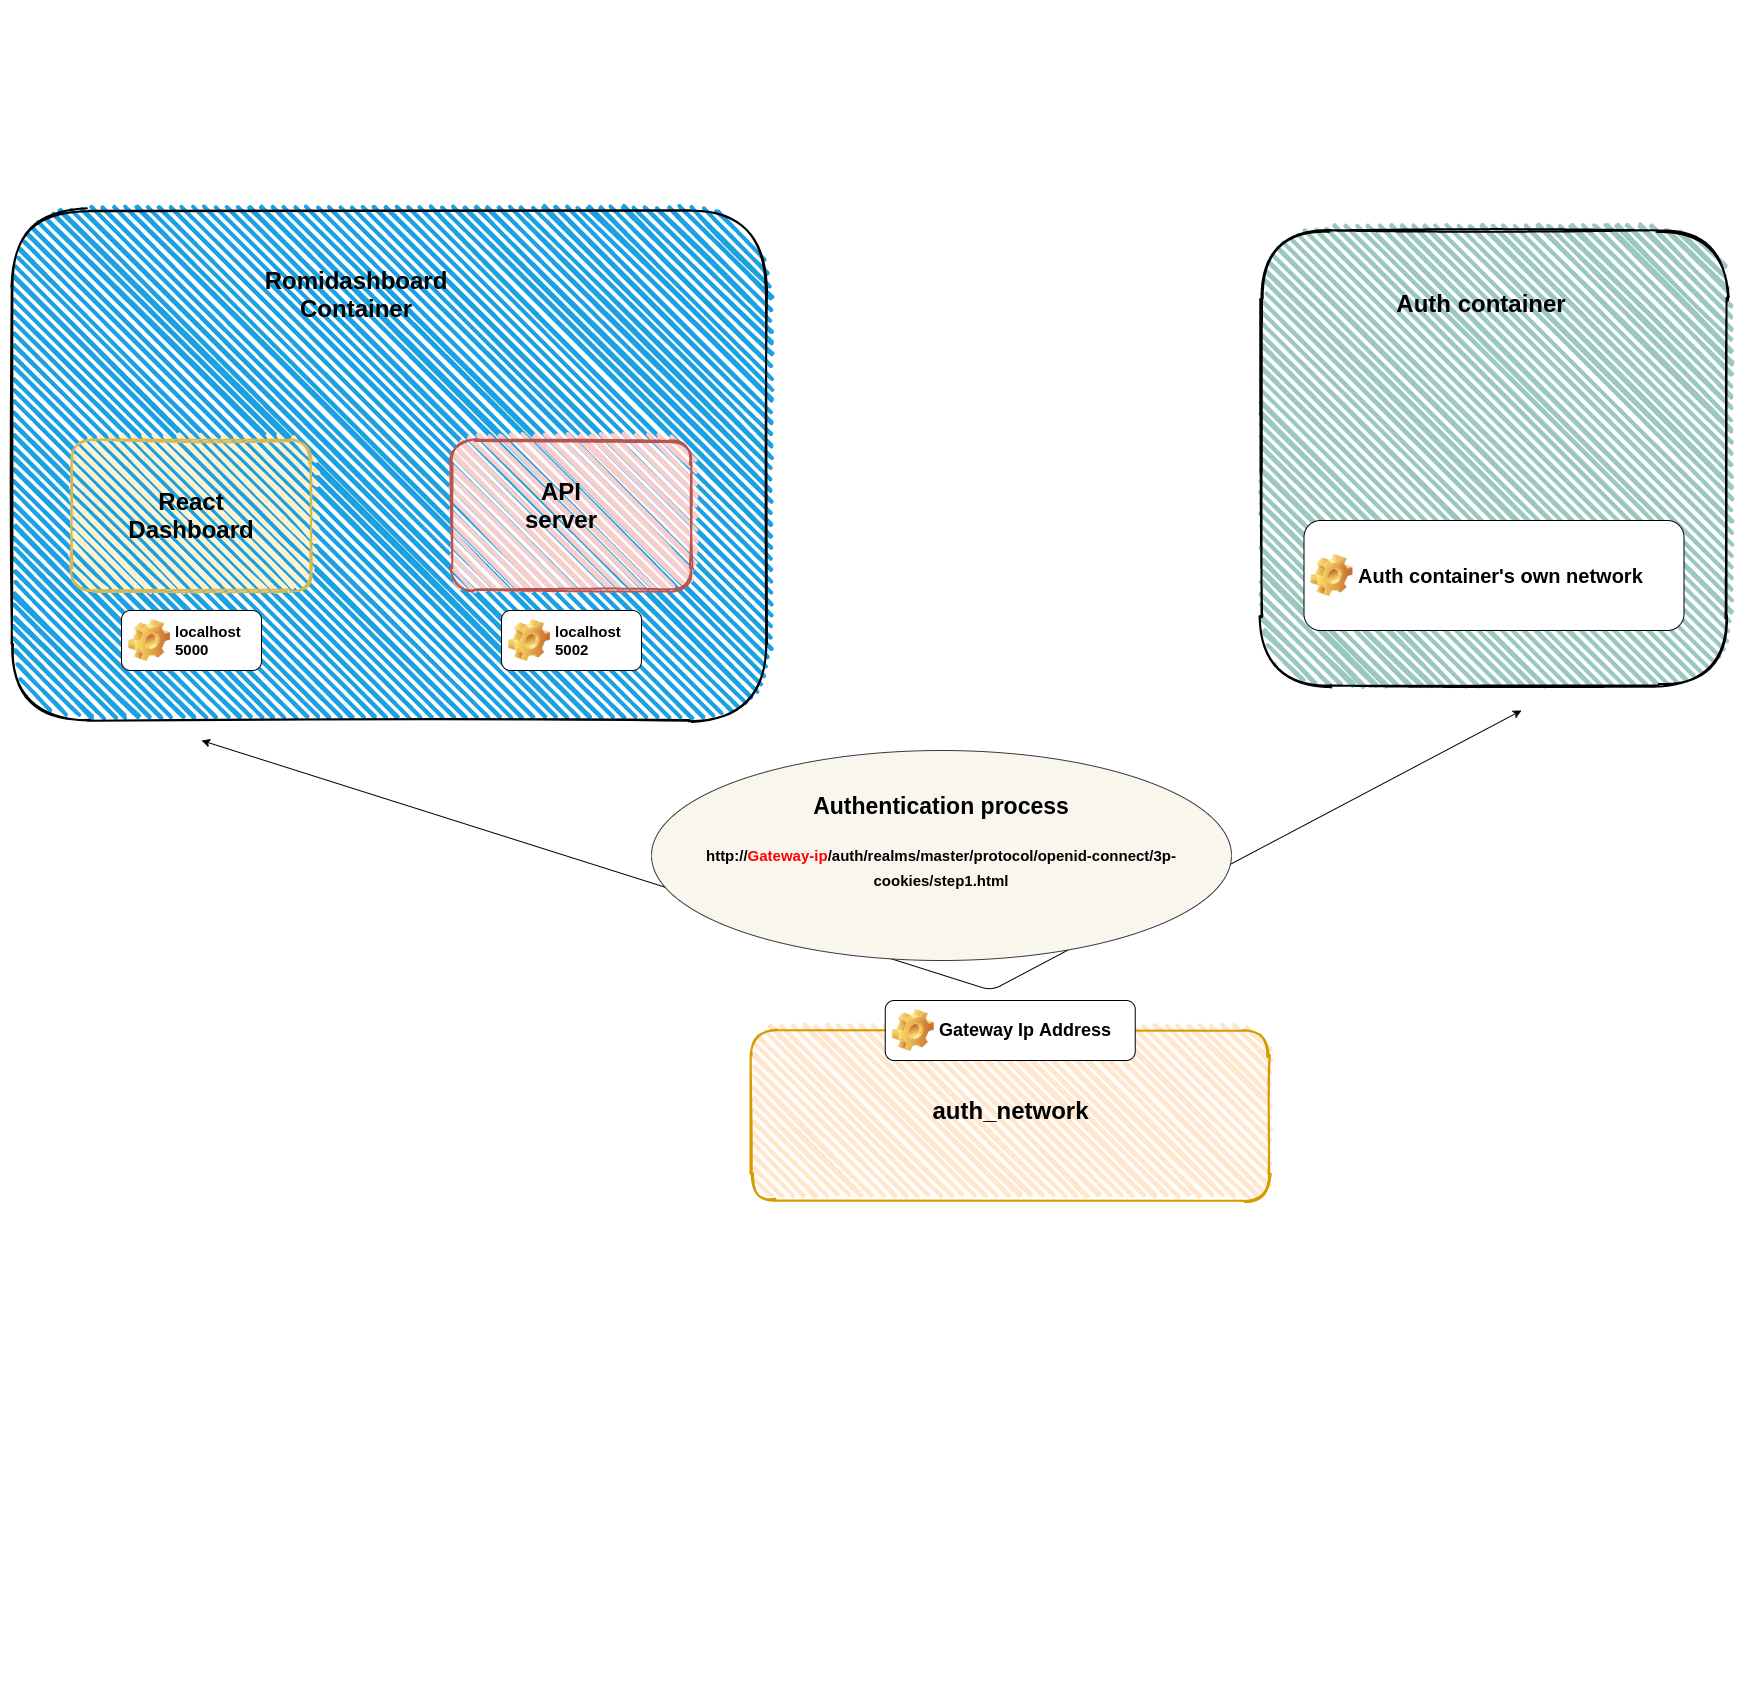 Romidashboard
Container
Auth container
React
Dashboard
API
server
Auth container's own network
localhost
5000
localhost
5002
Authentication process
http://Gateway-ip/auth/realms/master/protocol/openid-connect/3p-
cookies/step1.html
Gateway Ip Address
auth_network